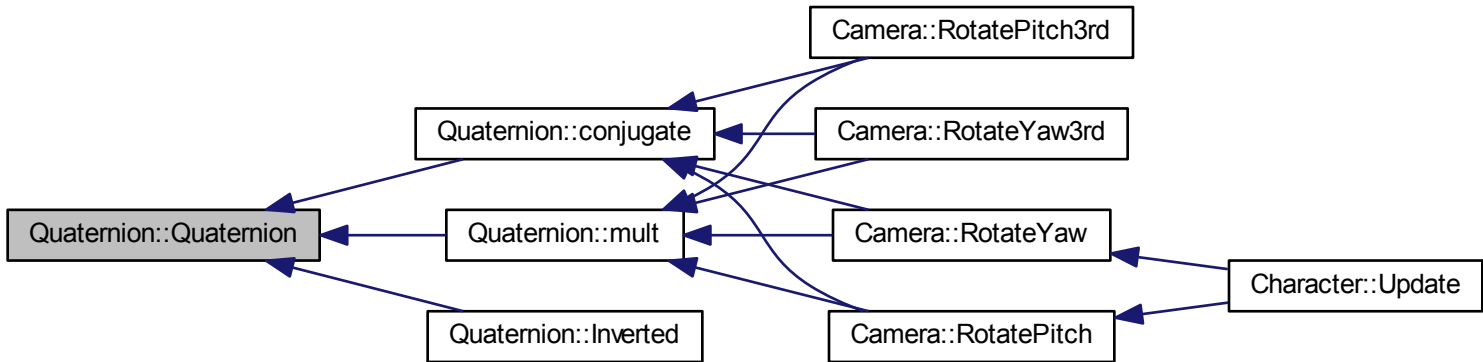 Camera::RotatePitch3rd
Quaternion::conjugate
Camera::RotateYaw3rd
Quaternion::Quaternion
Quaternion::mult
Camera::RotateYaw
Character::Update
Quaternion::Inverted
Camera::RotatePitch